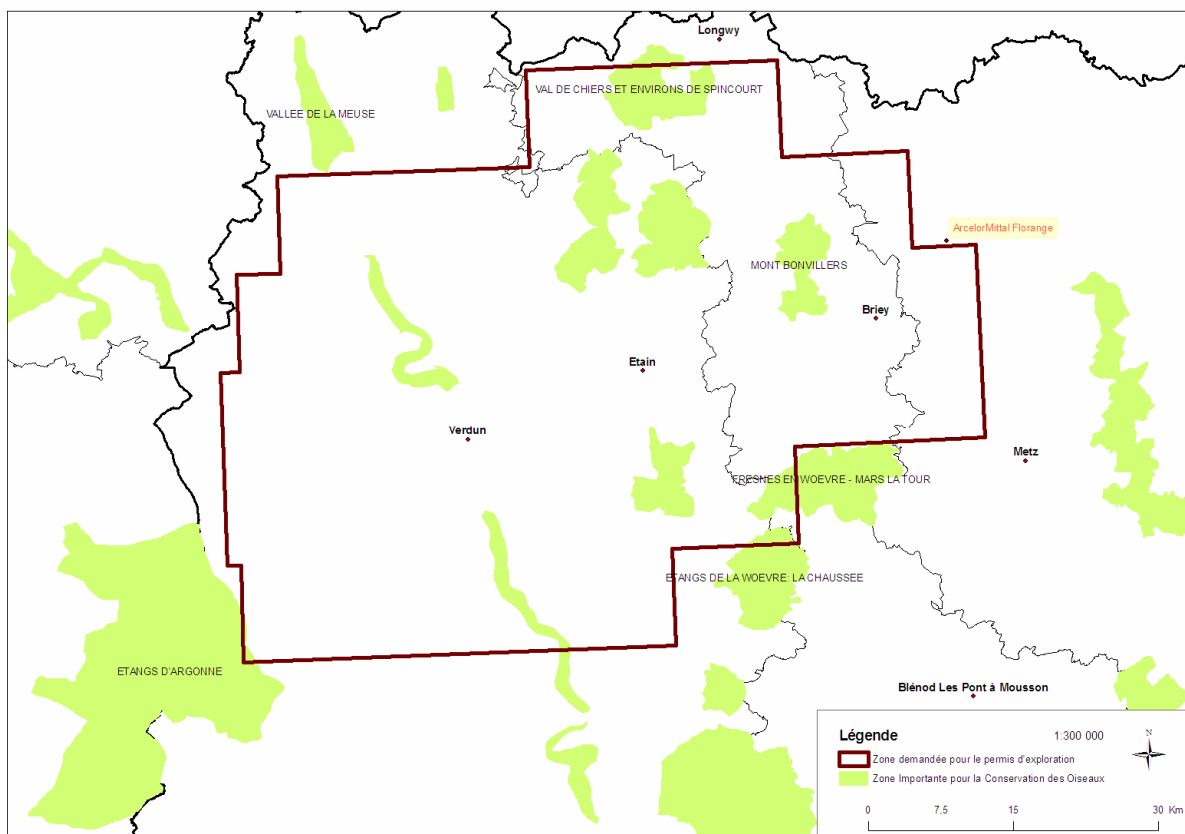 Longwy
VAL DE CHIERS ET ENVIRONS DE SPINCOURT
VALLEE DE LA MEUSE
ArcelorMittal Florange
MONT BONVILLERS
Briey
Etain
Verdun
Metz
FRESNES EN WOEVRE - MARS LA TOUR
ETANGS DE LA WOEVRE: LA CHAUSSEE
ETANGS D'ARGONNE
Blénod Les Pont à Mousson
Légende
1:300 000
N
Zone demandée pour le permis d'exploration
Zone Importante pour la Conservation des Oiseaux
0 7,5 15 30 Km